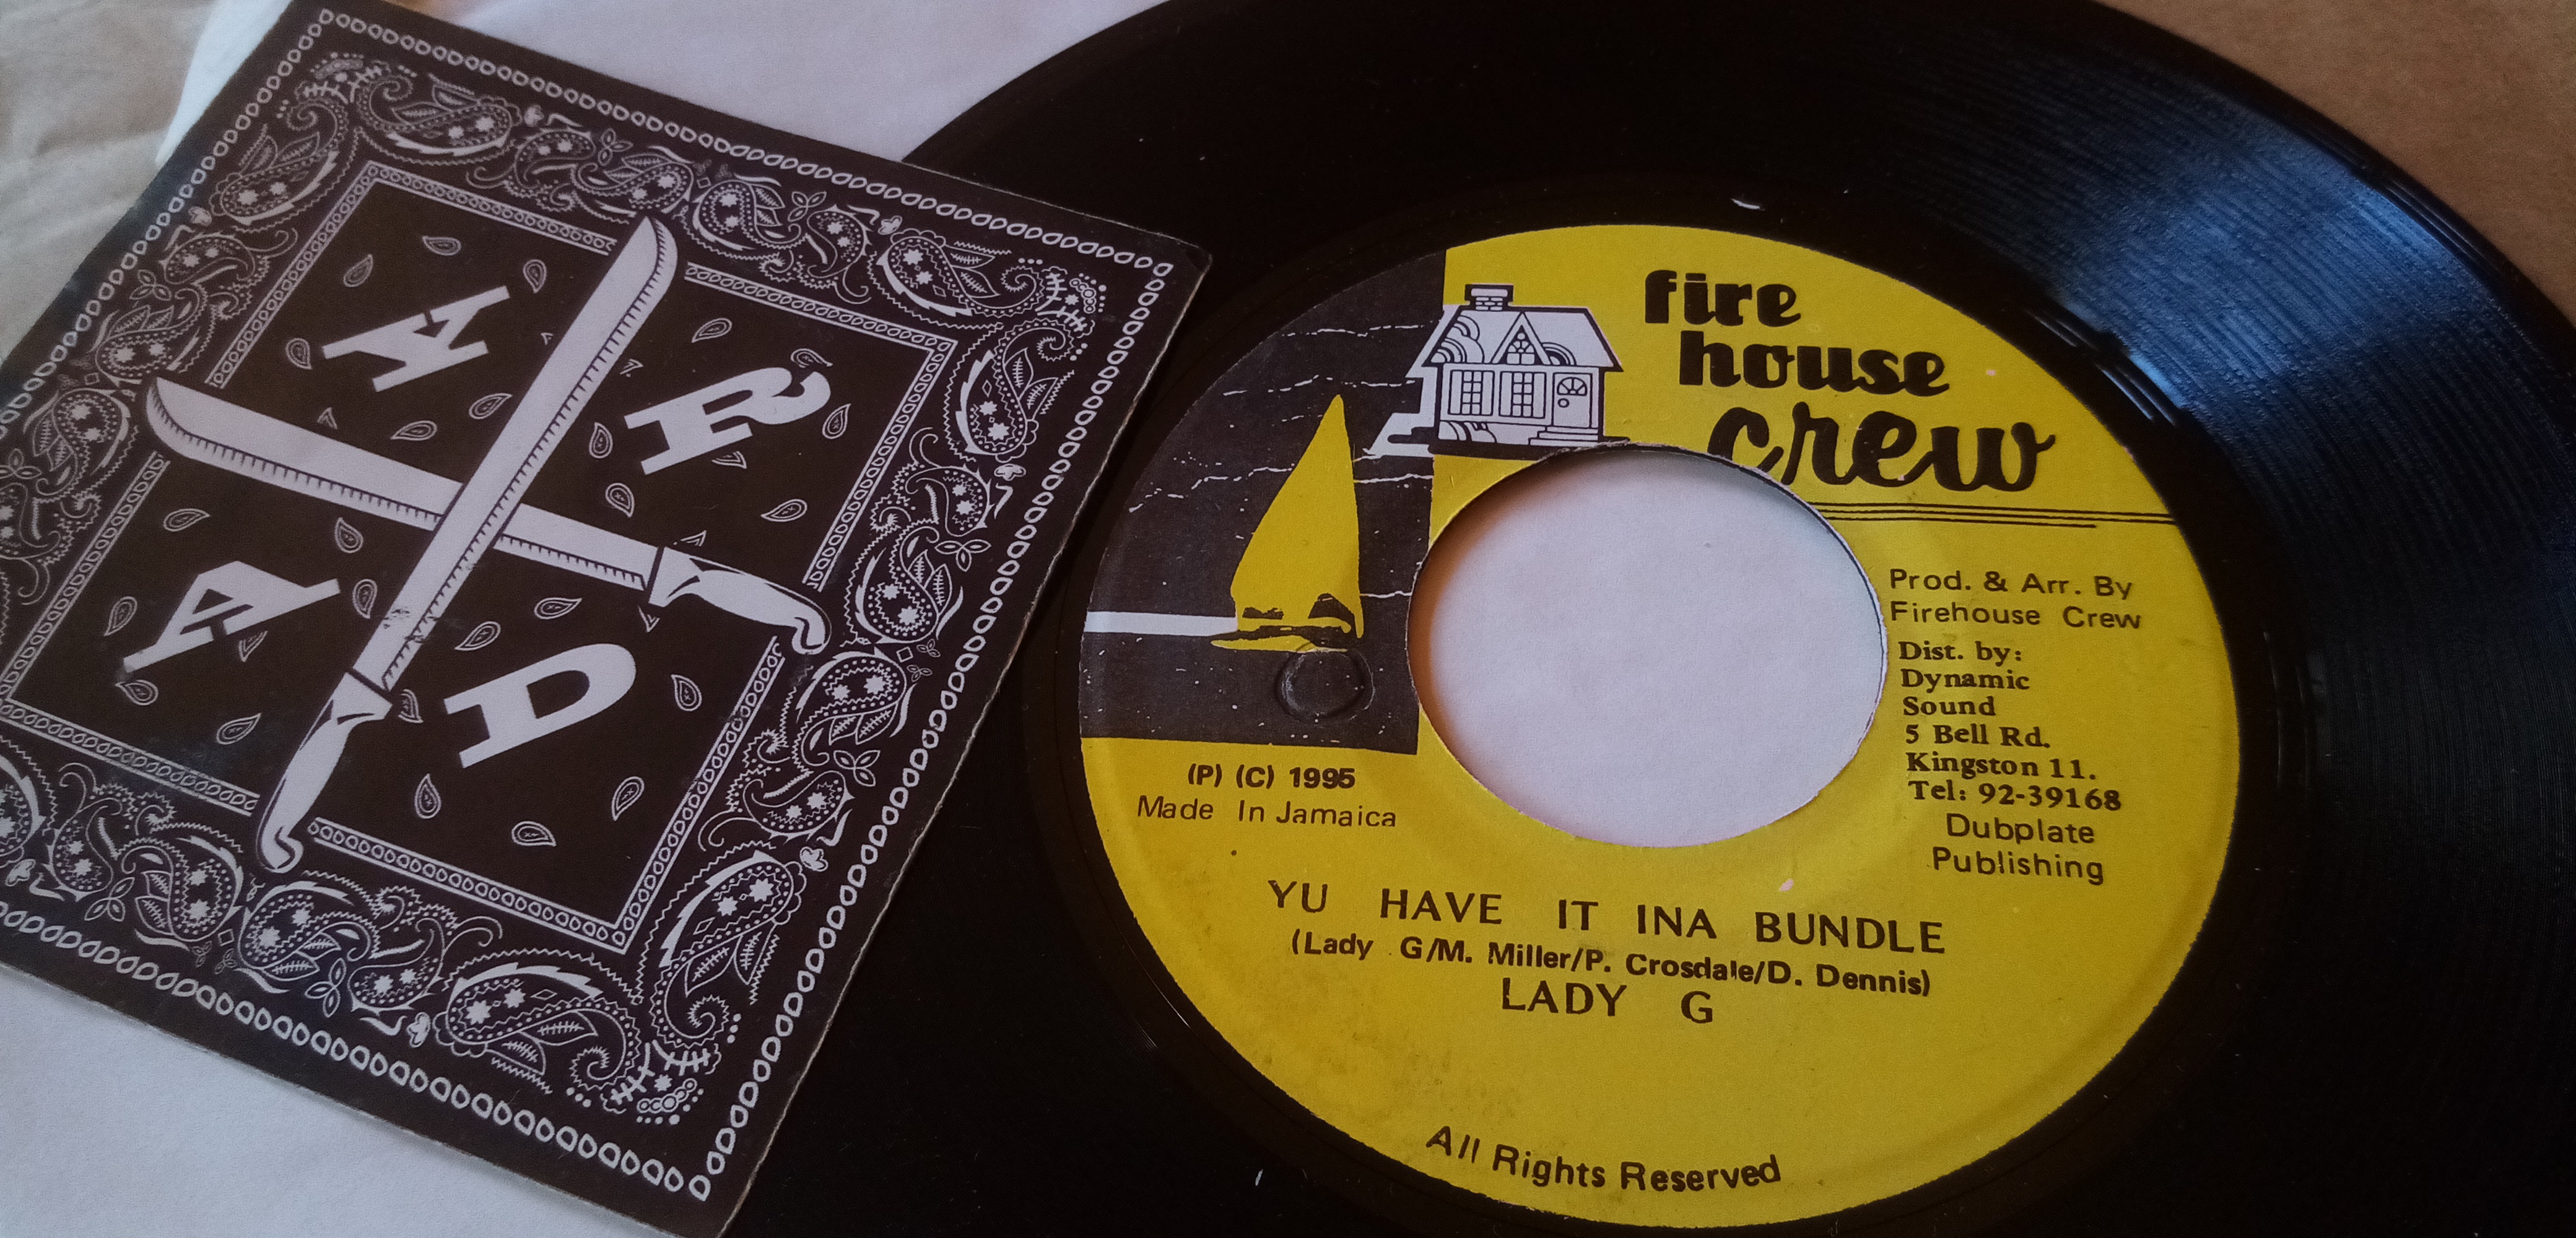 R
A D
fire
house
crew
Prod. & Arr. By
Firehouse Crew
Dist. by:
Dynamic
Sound
5 Bell Rd.
Kingston 11.
Tel: 92-39168
Dubplate
Publishing
(P) (C) 1995
Made In Jamaica
YU HAVE IT INA BUNDLE
(Lady G/M. Miller/P. Crosdale/D. Dennis)
LADY G
All Rights Reserved